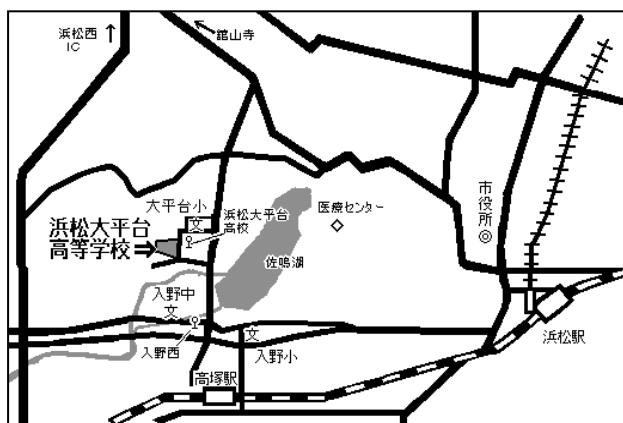 浜松西
IC
舘山寺
大平台小
文
浜松大平台
高校
医療センター
市役所
浜松大平台
高等学校
佐鳴湖
入野中
文
入野西
文
入野小
高塚駅
浜松駅